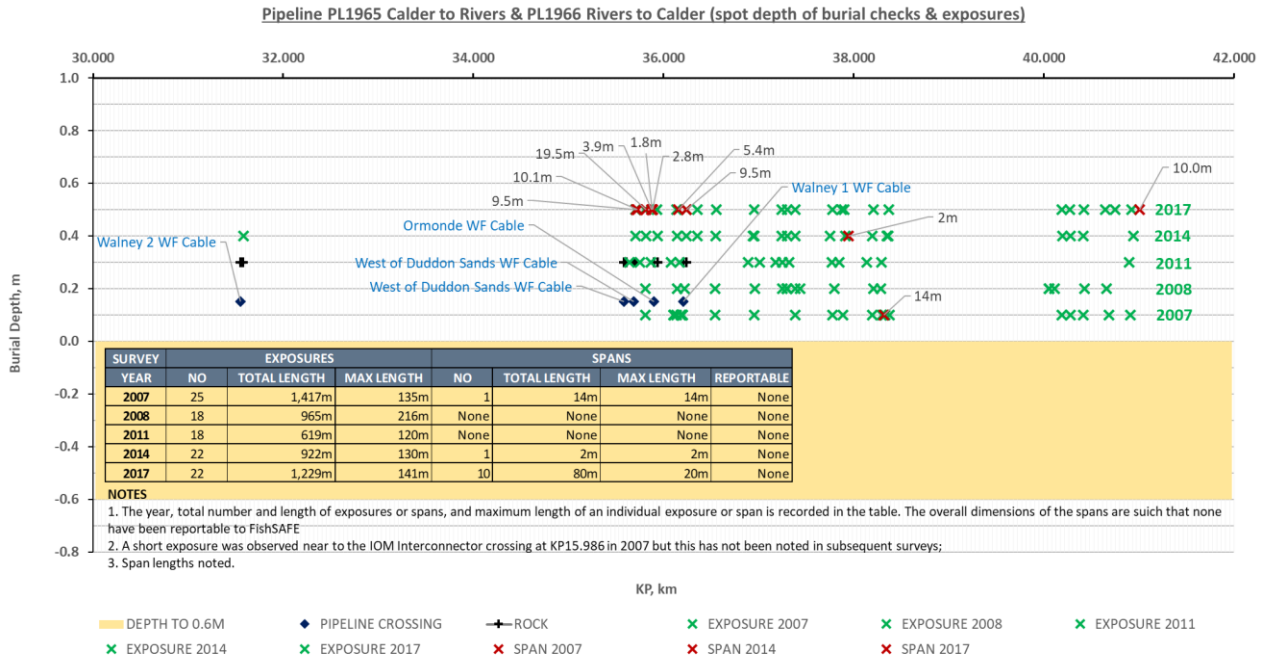 Pipeline PL1965 Calder to Rivers & PL1966 Rivers to Calder (spot depth of burial checks & exposures)
30.000 32.000 34.000 36.000 38.000 40.000 42.000
1.0
0.8
0.6
0.4
0.2
0.0
-0.2
-0.4
-0.6
-0.8
Burial Depth, m
3.9m
1.8m
19.5m
2.8m
5.4m
10.1m
9.5m
9.5m
10.0m
Walney 1 WF Cable
2017
Ormonde WF Cable
2m
2014
Walney 2 WF Cable
West of Duddon Sands WF Cable
2011
West of Duddon Sands WF Cable
14m
2008
2007
SURVEY EXPOSURES SPANS
YEAR NO TOTAL LENGTH MAX LENGTH NO TOTAL LENGTH MAX LENGTH REPORTABLE
2007 25 1,417m 135m 1 14m 14m None
2008 18 965m 216m None None None None
2011 18 619m 120m None None None None
2014 22 922m 130m 1 2m 2m None
2017 22 1,229m 141m 10 80m 20m None
NOTES
1. The year, total number and length of exposures or spans, and maximum length of an individual exposure or span is recorded in the table. The overall dimensions of the spans are suich that none
have been reportable to FishSAFE
2. A short exposure was observed near to the IOM Interconnector crossing at KP15.986 in 2007 but this has not been noted in subsequent surveys;
3. Span lengths noted.
KP, km
DEPTH TO 0.6M PIPELINE CROSSING ROCK EXPOSURE 2007 EXPOSURE 2008 EXPOSURE 2011
EXPOSURE 2014 EXPOSURE 2017 SPAN 2007 SPAN 2014 SPAN 2017